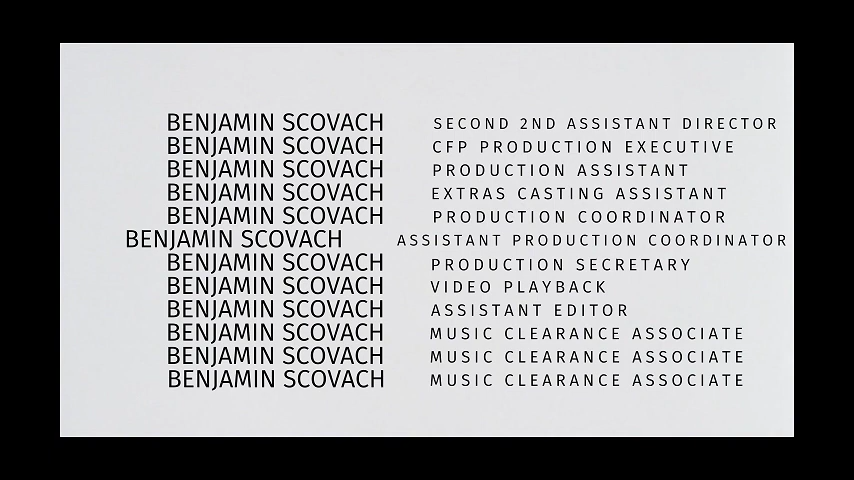 BENJAMIN SCOVACH SECOND 2ND ASSISTANT DIRECTOR
BENJAMIN SCOVACH CFP PRODUCTION EXECUTIVE
BENJAMIN SCOVACH PRODUCTION ASSISTANT
BENJAMIN SCOVACH EXTRAS CASTING ASSISTANT
BENJAMIN SCOVACH PRODUCTION COORDINATOR
BENJAMIN SCOVACH ASSISTANT PRODUCTION COORDINATOR
BENJAMIN SCOVACH PRODUCTION SECRETARY
BENJAMIN SCOVACH VIDEO PLAYBACK
BENJAMIN SCOVACH ASSISTANT EDITOR
BENJAMIN SCOVACH MUSIC CLEARANCE ASSOCIATE
BENJAMIN SCOVACH MUSIC CLEARANCE ASSOCIATE
BENJAMIN SCOVACH MUSIC CLEARANCE ASSOCIATE